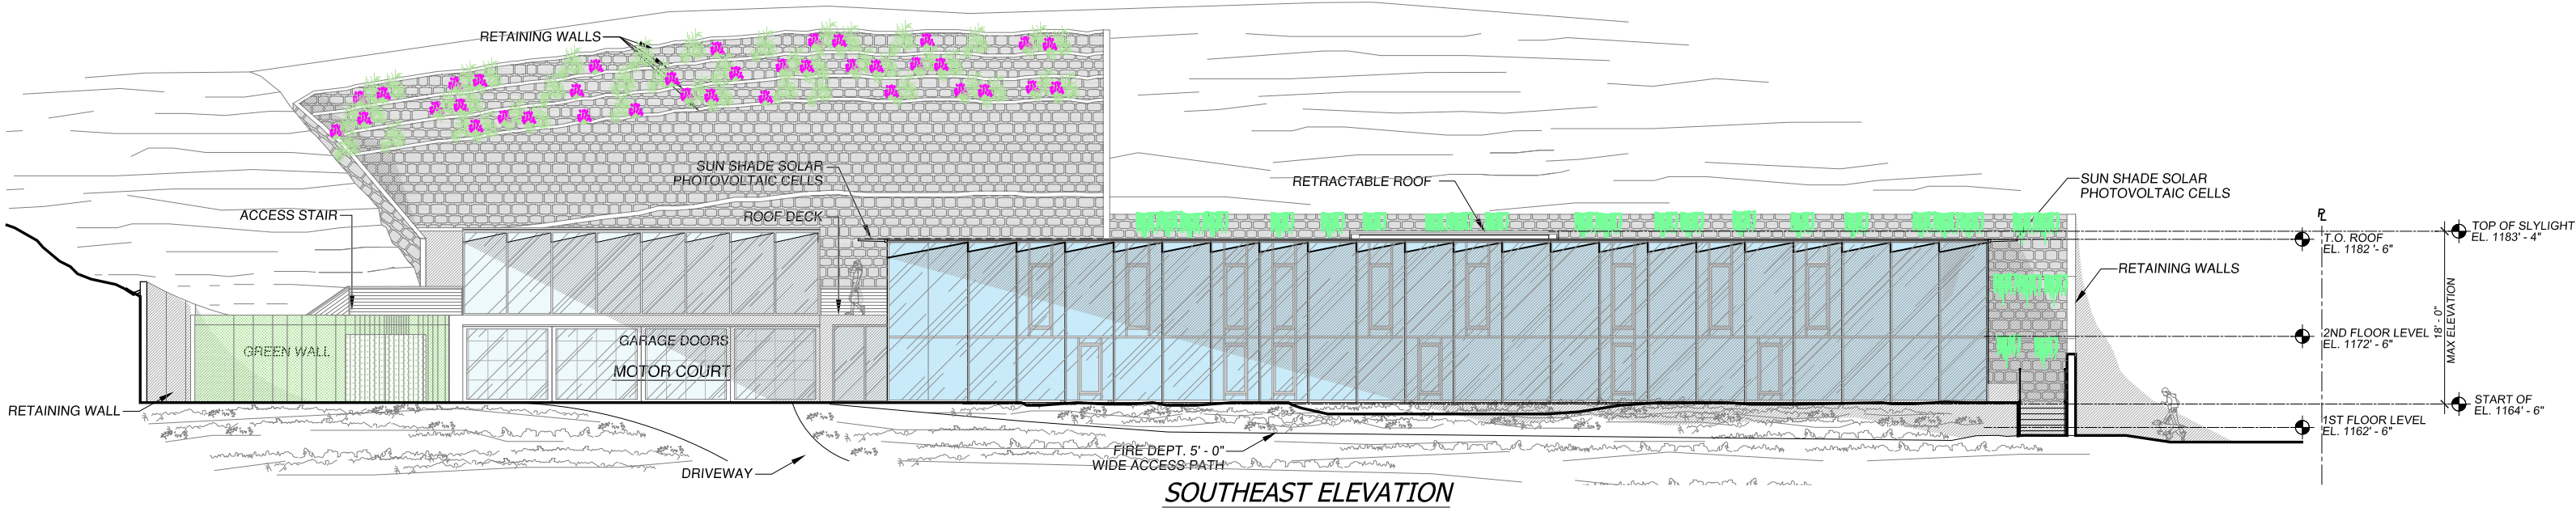 RETAINING WALLS
SUN SHADE SOLAR
PHOTOVOLTAIC CELLS
RETRACTABLE ROOF
SUN SHADE SOLAR
PHOTOVOLTAIC CELLS
ACCESS STAIR
ROOF DECK
PL
TOP OF SLYLIGHT
EL. 1183' - 4"
T.O. ROOF
EL. 1182 ' - 6"
RETAINING WALLS
18' - 0"
MAX ELEVATION
2ND FLOOR LEVEL
EL. 1172' - 6"
GREEN WALL
GARAGE DOORS
MOTOR COURT
RETAINING WALL
START OF
EL. 1164' - 6"
1ST FLOOR LEVEL
EL. 1162' - 6"
FIRE DEPT. 5' - 0"
WIDE ACCESS PATH
DRIVEWAY
SOUTHEAST ELEVATION